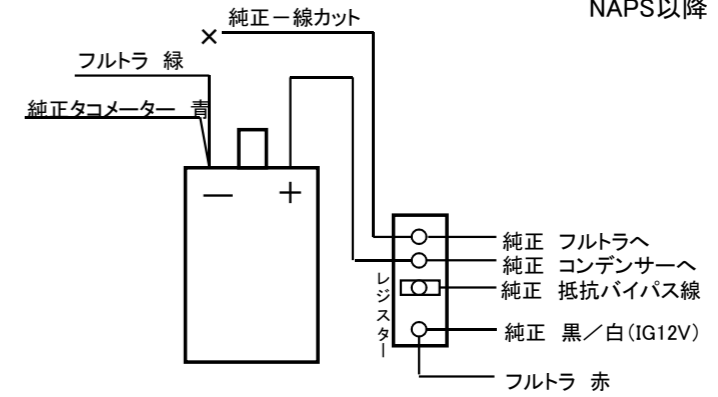 NAPS以降
純正－線カット
×
フルトラ 緑
純正タコメーター 青
－ ＋
純正 フルトラへ
純正 コンデンサーへ
純正 抵抗バイパス線
レジスター
純正 黒／白(IG12V)
フルトラ 赤